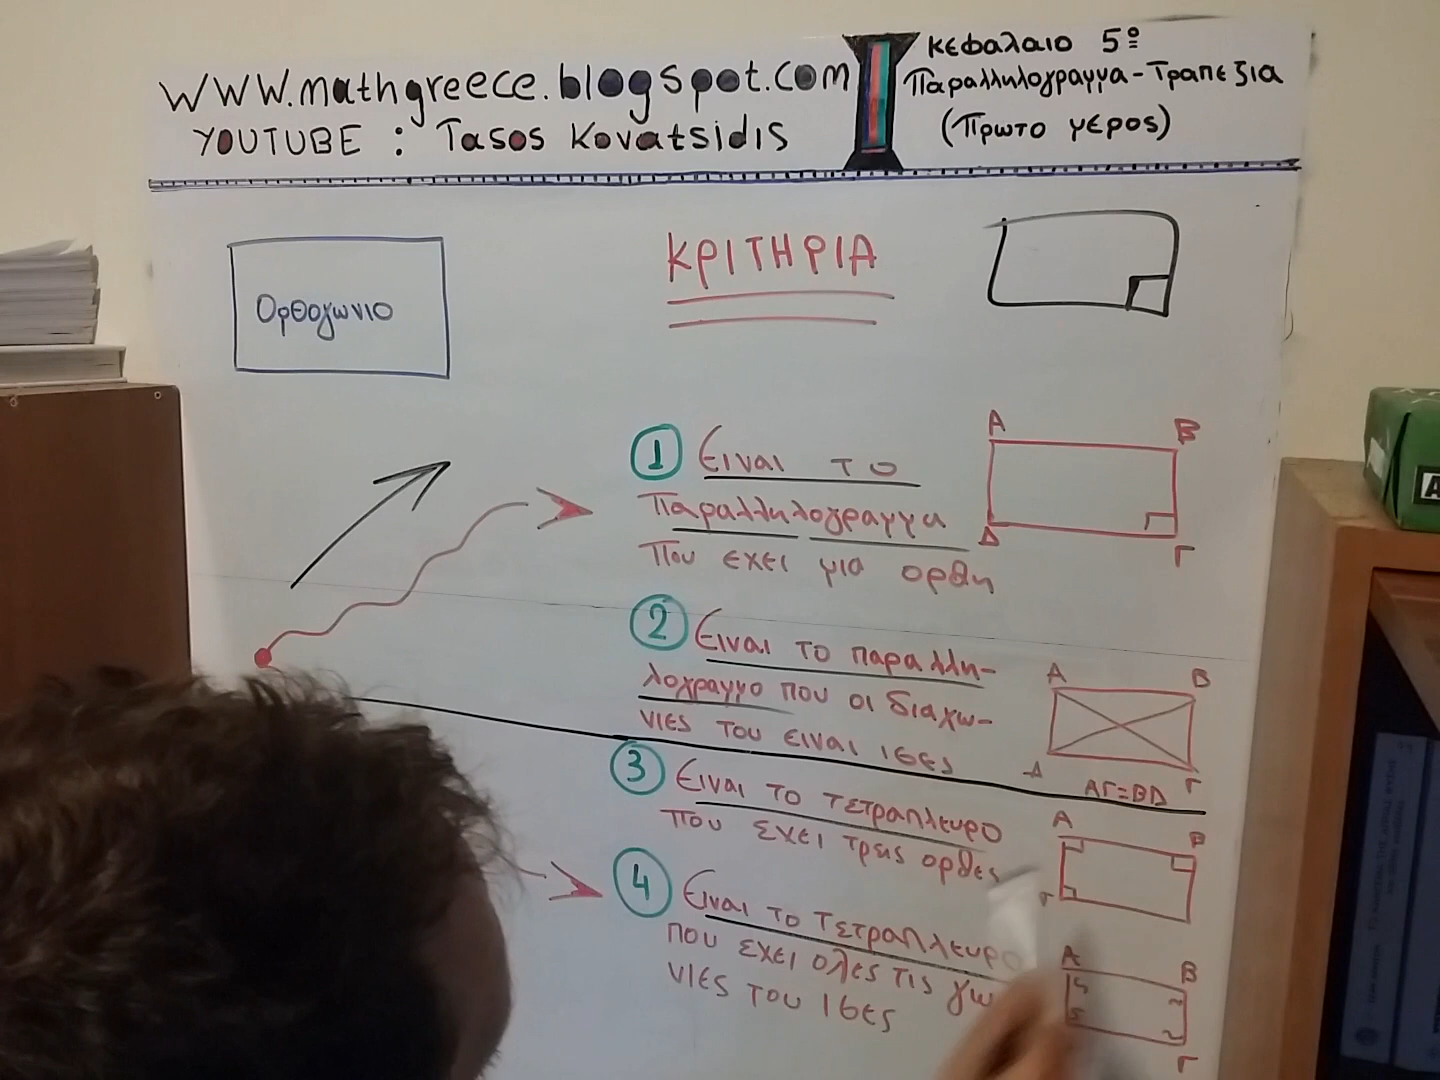 www.mathgreece.blogspot.com
YOUTUBE : Tasos Kovatsidis
Κεφαλαιο 5º
Παραλληλογραμμα-Τραπεζια
(Πρωτο μερος)
Ορθογωνιο
ΚΡΙΤΗΡΙΑ
1 Ειναι το
παραλληλογραμμο
που εχει μια ορθη
A B
Δ Γ
2 Ειναι το παραλλη-
λογραμμο που οι διαγω-
νιες του ειναι ισες
A B
Δ Γ
ΑΓ=ΒΔ
3 Ειναι το τετραπλευρο
που εχει τρεις ορθες
A B
4 Ειναι το τετραπλευρο
που εχει ολες τις γω
νιες του ισες
A B
Γ